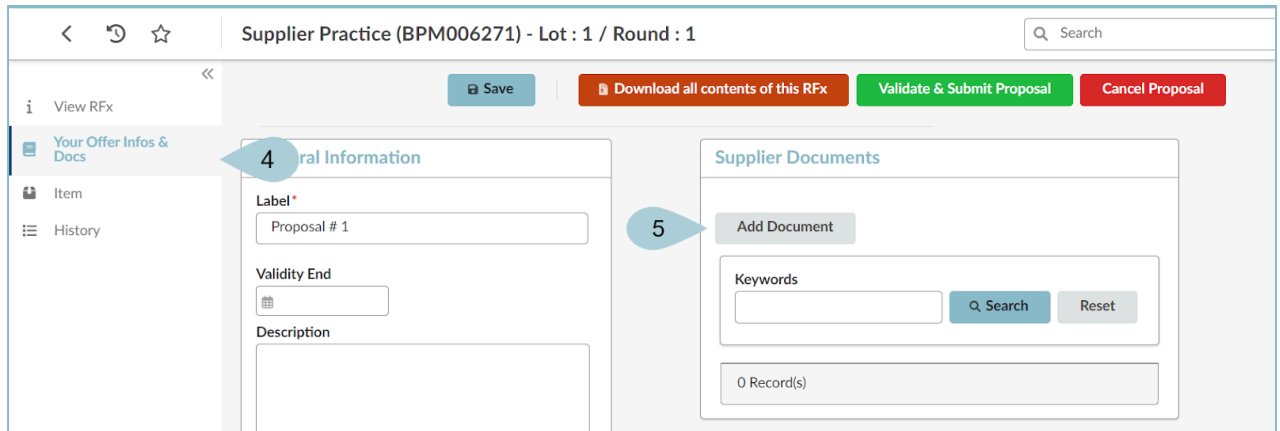 Supplier Practice (BPM006271) - Lot : 1 / Round : 1
Search
Save
Download all contents of this RFx
Validate & Submit Proposal
Cancel Proposal
View RFx
Your Offer Infos &
Docs
Item
History
4
ral Information
Label*
Proposal # 1
Validity End
Description
Supplier Documents
5
Add Document
Keywords
Search
Reset
0 Record(s)